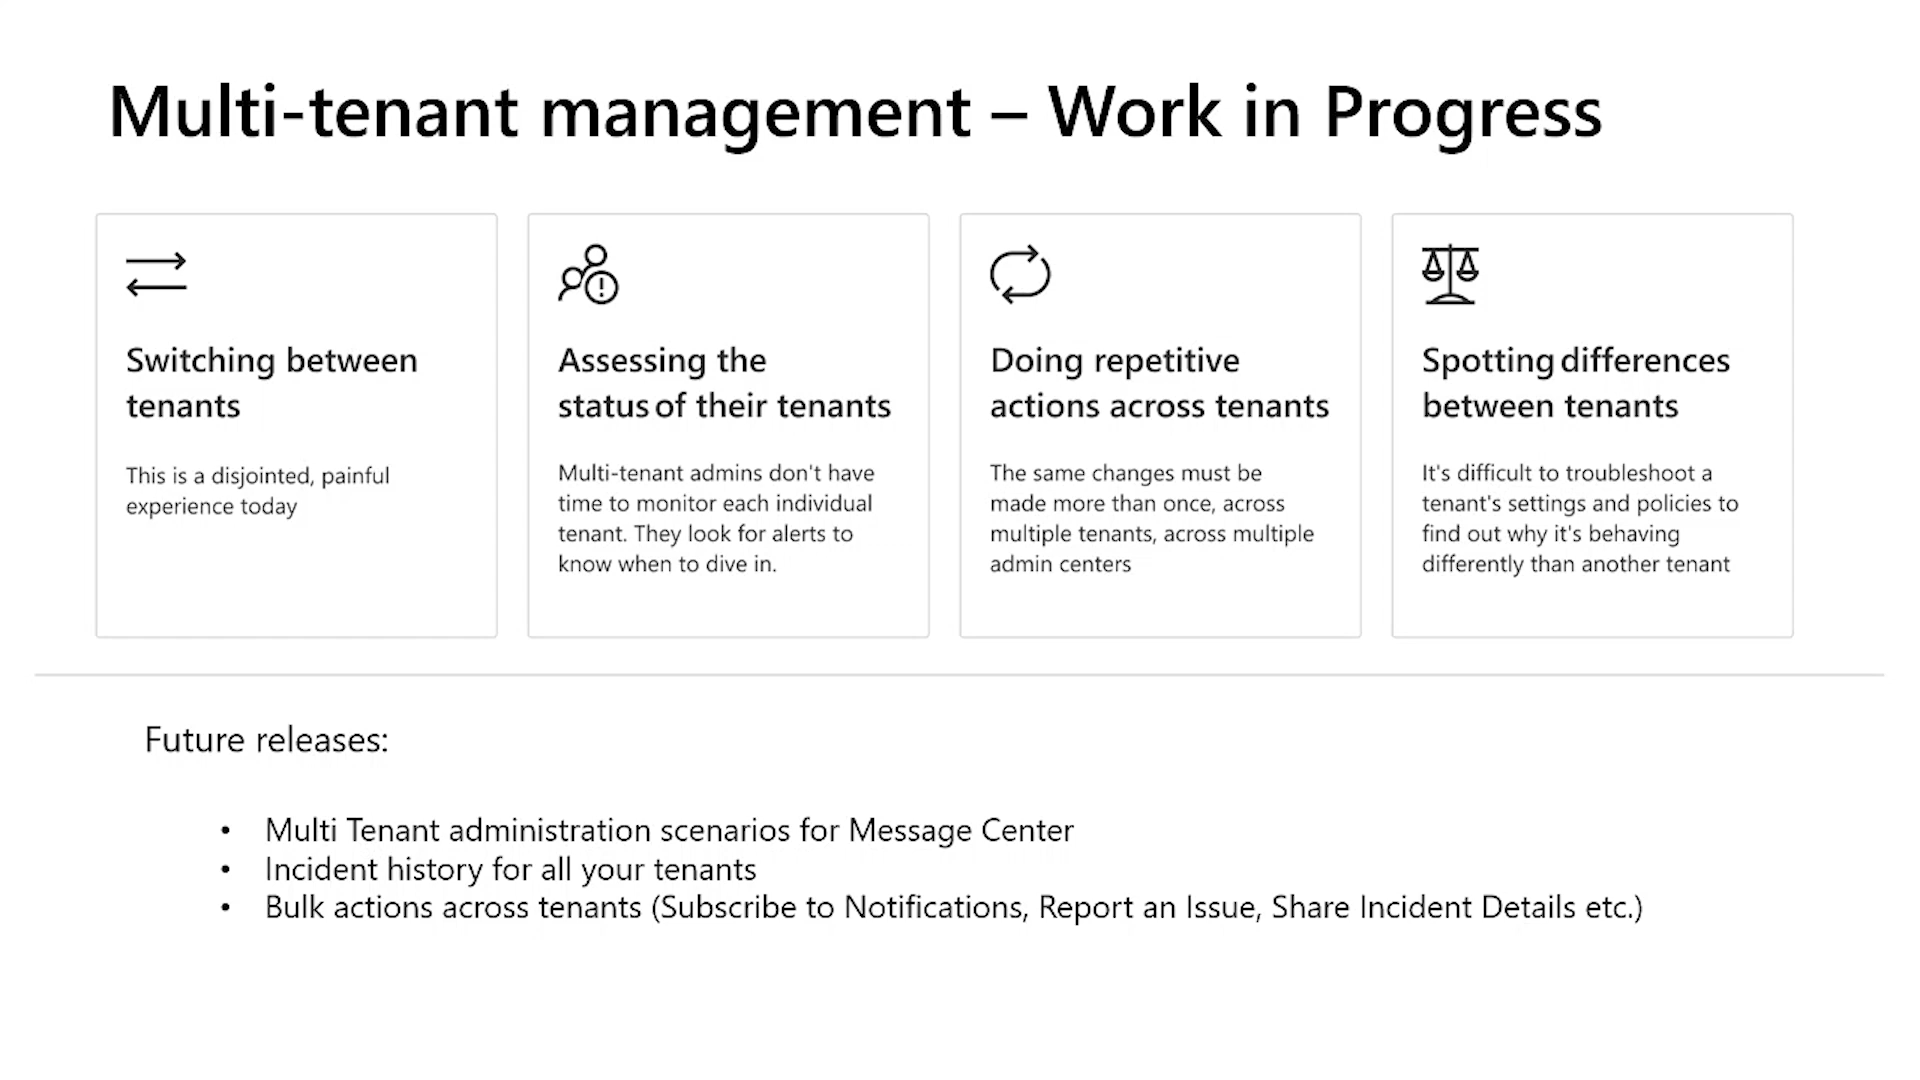 Multi-tenant management – Work in Progress
Switching between
tenants
This is a disjointed, painful
experience today
Assessing the
status of their tenants
Multi-tenant admins don't have
time to monitor each individual
tenant. They look for alerts to
know when to dive in.
Doing repetitive
actions across tenants
The same changes must be
made more than once, across
multiple tenants, across multiple
admin centers
Spotting differences
between tenants
It's difficult to troubleshoot a
tenant's settings and policies to
find out why it's behaving
differently than another tenant
Future releases:
• Multi Tenant administration scenarios for Message Center
• Incident history for all your tenants
• Bulk actions across tenants (Subscribe to Notifications, Report an Issue, Share Incident Details etc.)